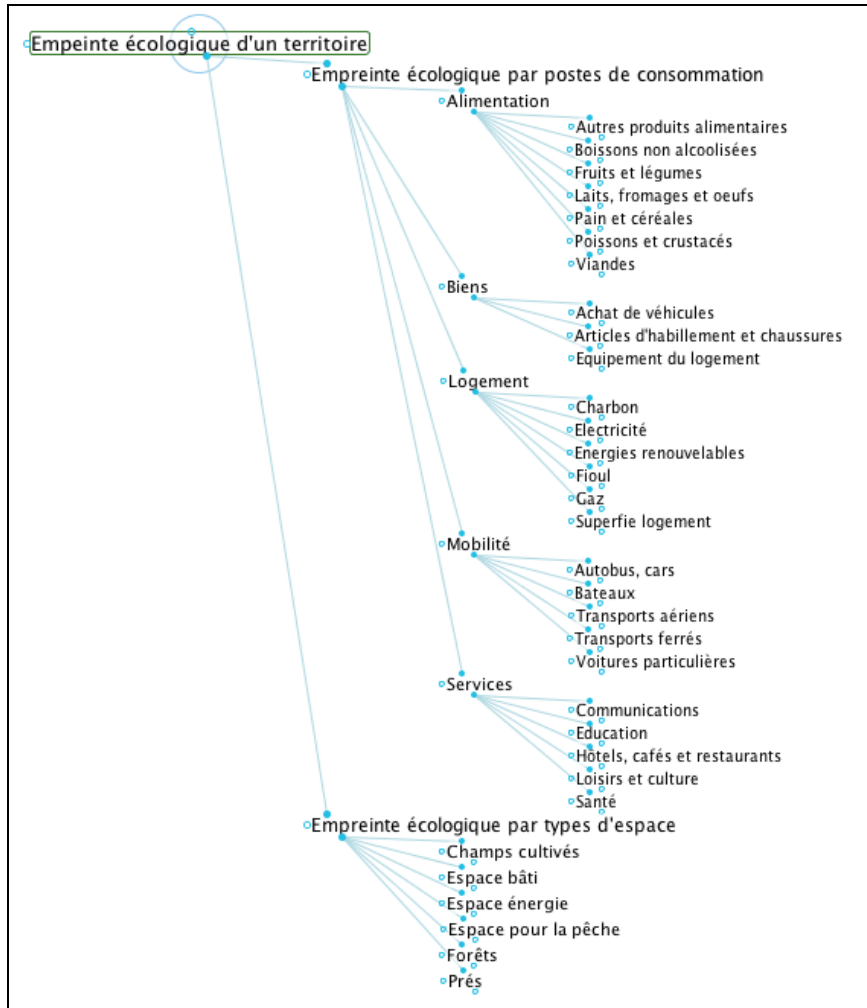 Empeinte écologique d'un territoire
Empreinte écologique par postes de consommation
Alimentation
Autres produits alimentaires
Boissons non alcoolisées
Fruits et légumes
Laits, fromages et oeufs
Pain et céréales
Poissons et crustacés
Viandes
Biens
Achat de véhicules
Articles d'habillement et chaussures
Equipement du logement
Logement
Charbon
Electricité
Energies renouvelables
Fioul
Gaz
Superfie logement
Mobilité
Autobus, cars
Bateaux
Transports aériens
Transports ferrés
Voitures particulières
Services
Communications
Education
Hôtels, cafés et restaurants
Loisirs et culture
Santé
Empreinte écologique par types d'espace
Champs cultivés
Espace bâti
Espace énergie
Espace pour la pêche
Forêts
Prés